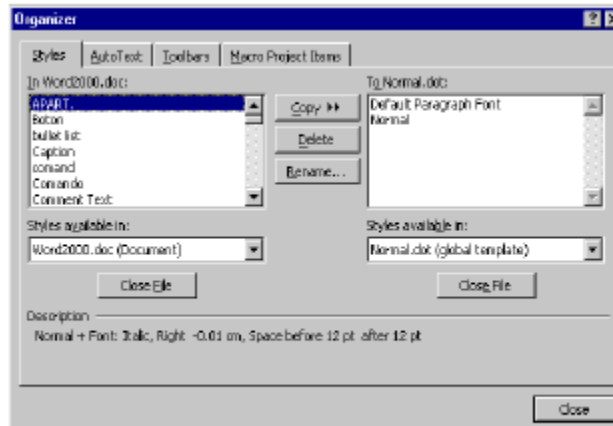 Organizer
Styles AutoText Toolbars Macro Project Items
In Word2000.doc: To Normal.dot:
APART. Copy Default Paragraph Font
Boton Normal
bullet list Delete
Caption
comand Rename...
Comando
Comment Text
Styles available in: Styles available in:
Word2000.doc (Document) Normal.dot (global template)
Close File Close File
Description
Normal + Font: Italic, Right -0.01 cm, Space before 12 pt after 12 pt
Close